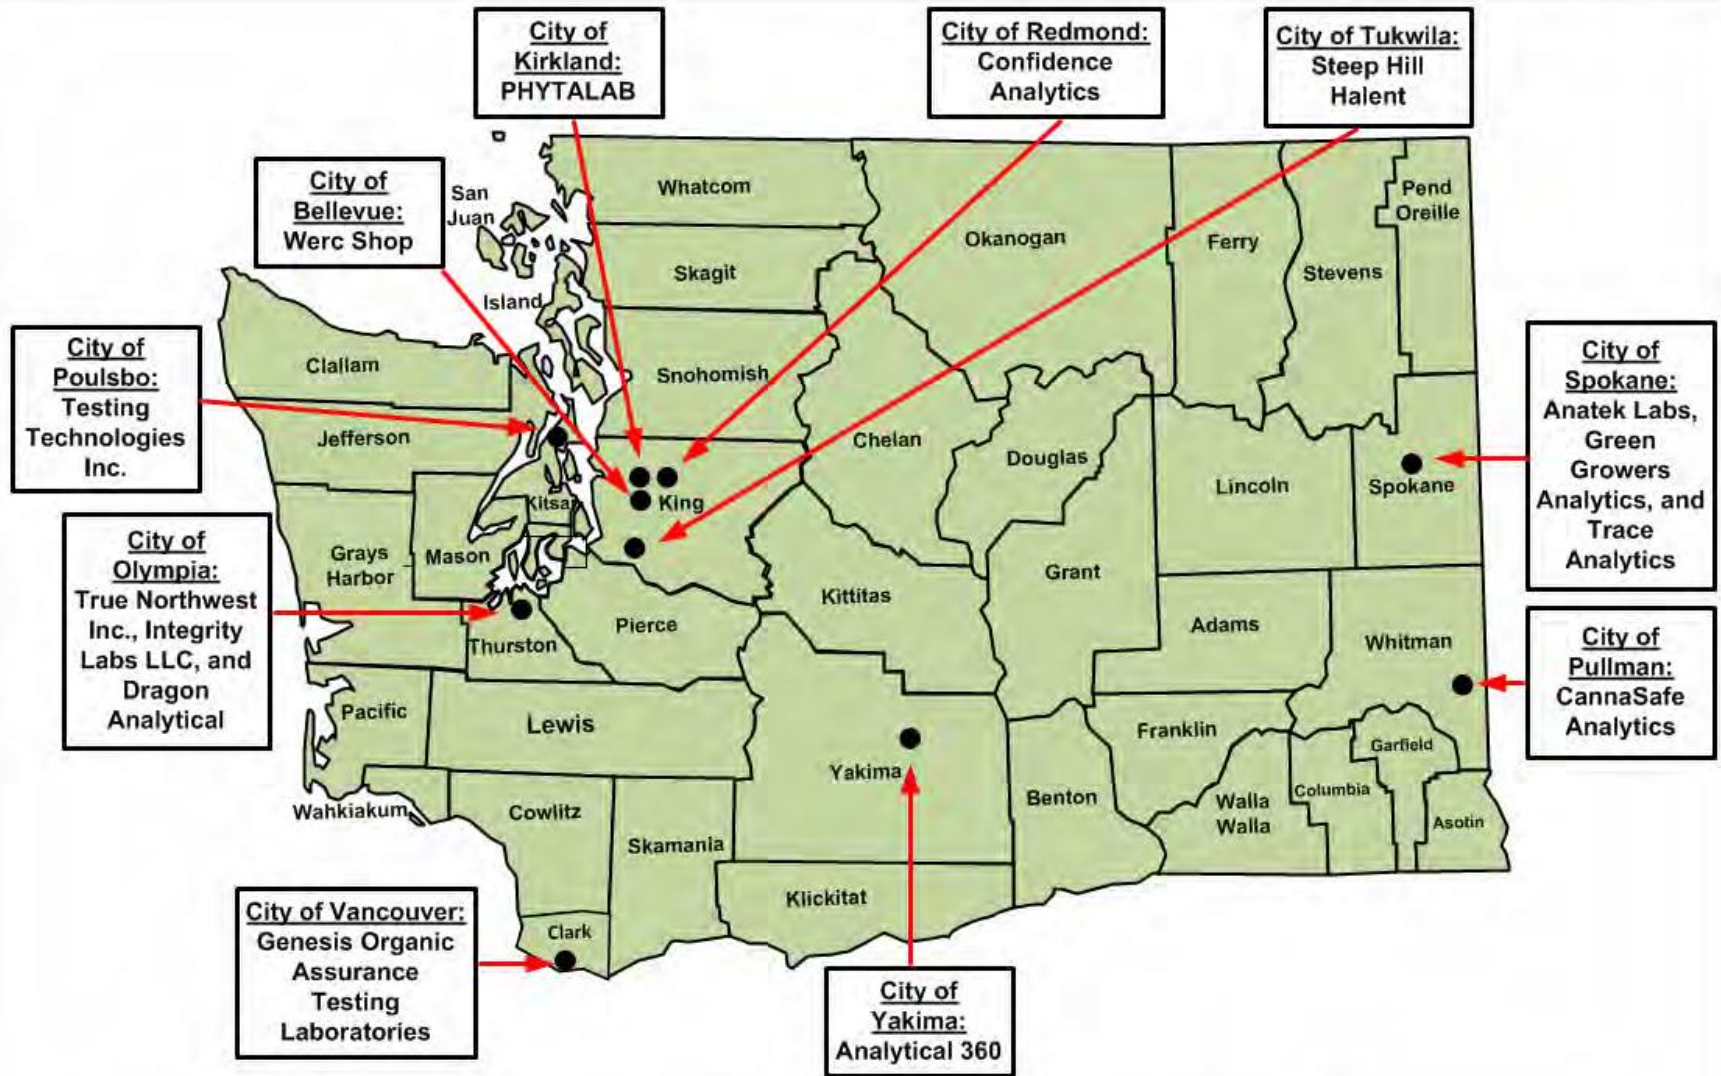 City of
Kirkland:
PHYTALAB
City of Redmond:
Confidence
Analytics
City of Tukwila:
Steep Hill
Halent
City of
Bellevue:
Werc Shop
City of
Poulsbo:
Testing
Technologies
Inc.
City of
Olympia:
True Northwest
Inc., Integrity
Labs LLC, and
Dragon
Analytical
City of Vancouver:
Genesis Organic
Assurance
Testing
Laboratories
City of
Yakima:
Analytical 360
City of
Spokane:
Anatek Labs,
Green
Growers
Analytics, and
Trace
Analytics
City of
Pullman:
CannaSafe
Analytics
San
Juan
Whatcom
Okanogan
Ferry
Stevens
Pend
Oreille
Skagit
Island
Clallam
Snohomish
Jefferson
Chelan
Douglas
Lincoln
Spokane
Kitsap
King
Grays
Harbor
Mason
Kittitas
Grant
Thurston
Pierce
Adams
Whitman
Pacific
Lewis
Yakima
Franklin
Garfield
Benton
Columbia
Walla
Walla
Asotin
Wahkiakum
Cowlitz
Skamania
Klickitat
Clark